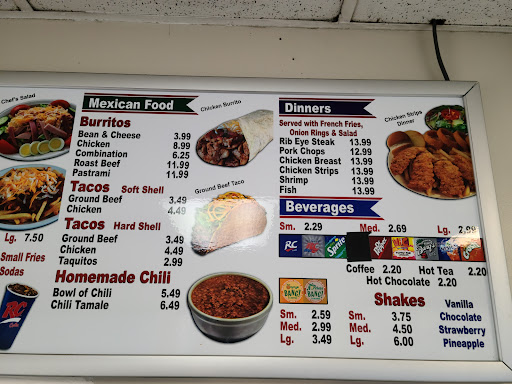 Chef's Salad
Lg. 7.50
Small Fries
Sodas
RC
Cola
Mexican Food
Burritos
Bean & Cheese 3.99
Chicken 8.99
Combination 6.25
Roast Beef 11.99
Pastrami 11.99
Tacos Soft Shell
Ground Beef 3.49
Chicken 4.49
Tacos Hard Shell
Ground Beef 3.49
Chicken 4.49
Taquitos 2.99
Homemade Chili
Bowl of Chili 5.49
Chili Tamale 6.49
Chicken Burrito
Ground Beef Taco
Dinners
Served with French Fries,
Onion Rings & Salad
Rib Eye Steak 13.99
Pork Chops 12.99
Chicken Breast 13.99
Chicken Strips 13.99
Shrimp 13.99
Fish 13.99
Chicken Strips
Dinner
Beverages
Sm. 2.29 Med. 2.69 Lg. 2.99
RC
Sprite
Coffee 2.20 Hot Tea 2.20
Hot Chocolate 2.20
BANG! BANG!
Sm. 2.59
Med. 2.99
Lg. 3.49
Shakes
Sm. 3.75
Med. 4.50
Lg. 6.00
Vanilla
Chocolate
Strawberry
Pineapple